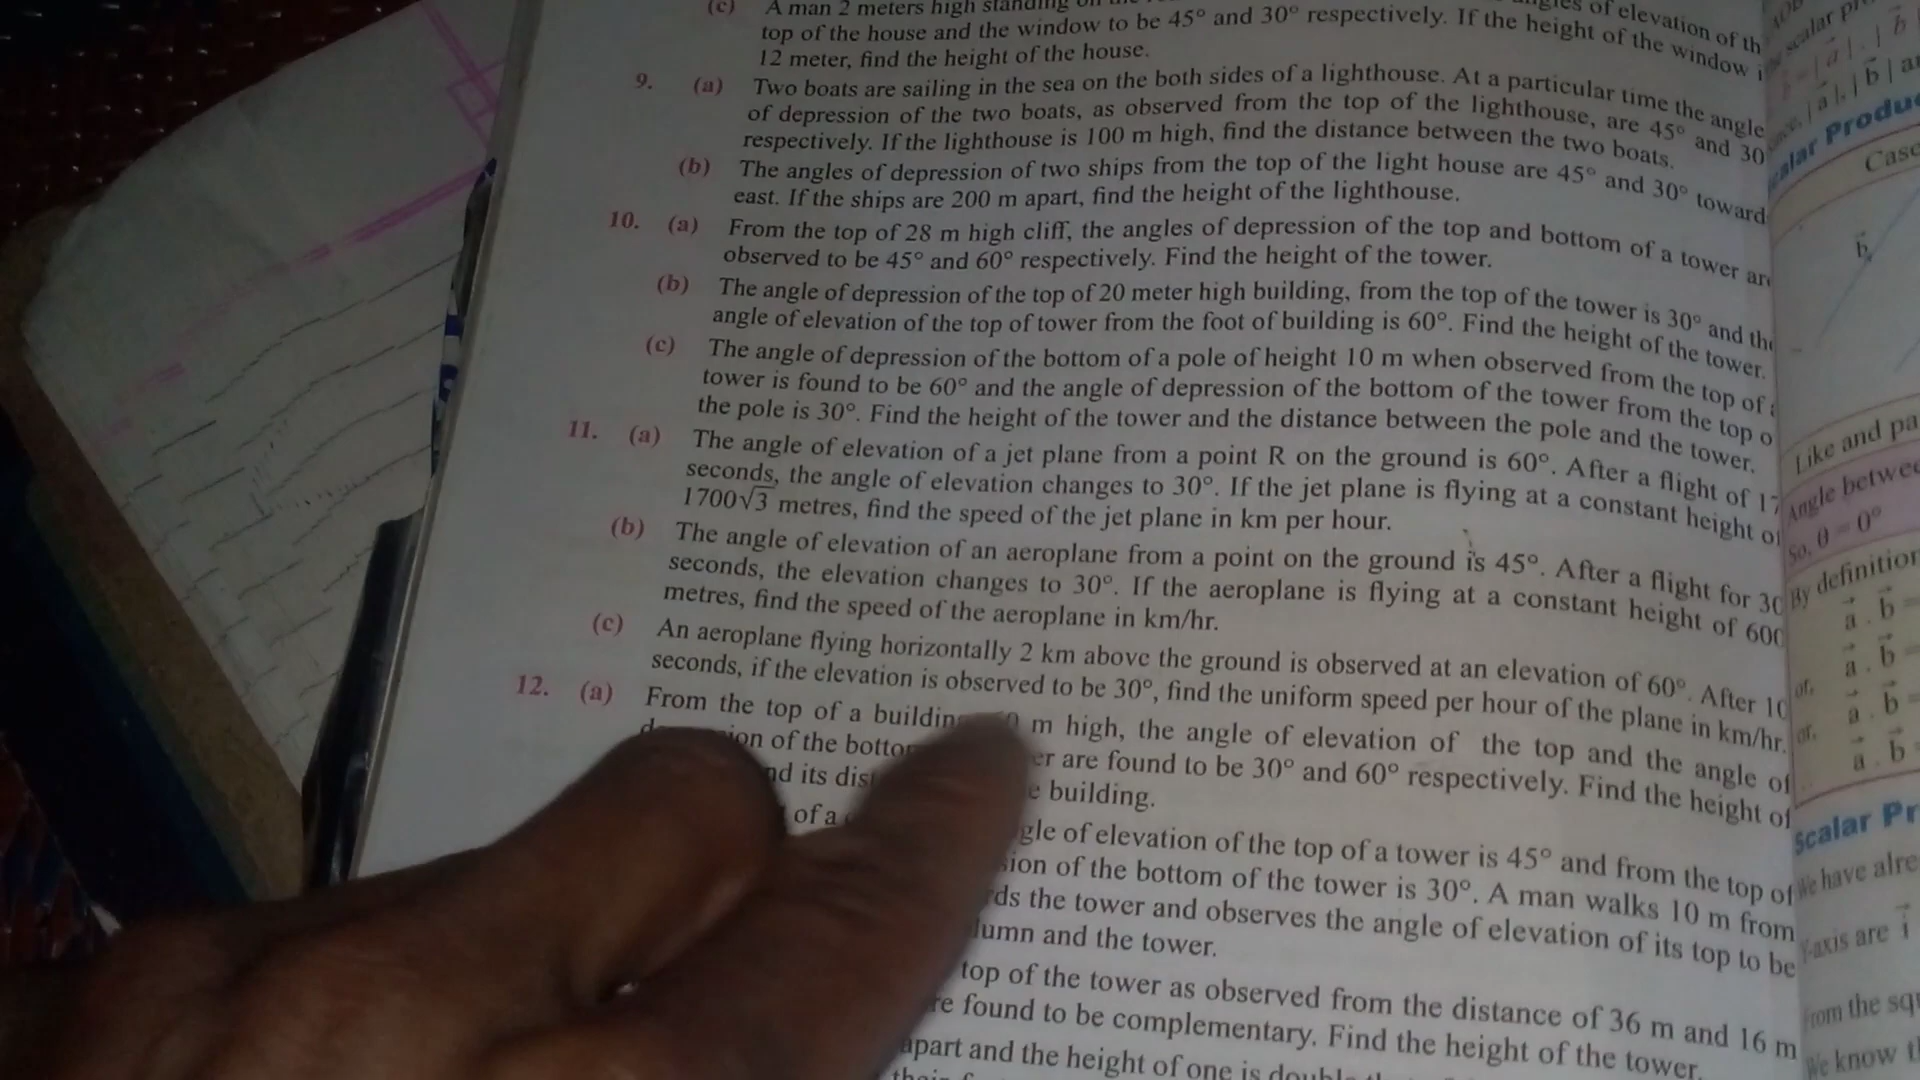 (c) A man 2 meters high standing
top of the house and the window to be 45° and 30° respectively. If the height of the window
12 meter, find the height of the house.
9. (a) Two boats are sailing in the sea on the both sides of a lighthouse. At a particular time the angle
of depression of the two boats, as observed from the top of the lighthouse, are 45° and 30
respectively. If the lighthouse is 100 m high, find the distance between the two boats.
(b) The angles of depression of two ships from the top of the light house are 45° and 30° toward
east. If the ships are 200 m apart, find the height of the lighthouse.
10. (a) From the top of 28 m high cliff, the angles of depression of the top and bottom of a tower are
observed to be 45° and 60° respectively. Find the height of the tower.
(b) The angle of depression of the top of 20 meter high building, from the top of the tower is 30° and the
angle of elevation of the top of tower from the foot of building is 60°. Find the height of the tower.
(c) The angle of depression of the bottom of a pole of height 10 m when observed from the top of
tower is found to be 60° and the angle of depression of the bottom of the tower from the top o
the pole is 30°. Find the height of the tower and the distance between the pole and the tower.
11. (a) The angle of elevation of a jet plane from a point R on the ground is 60°. After a flight of 17
seconds, the angle of elevation changes to 30°. If the jet plane is flying at a constant height of
1700√3 metres, find the speed of the jet plane in km per hour.
(b) The angle of elevation of an aeroplane from a point on the ground is 45°. After a flight for 30
seconds, the elevation changes to 30°. If the aeroplane is flying at a constant height of 600
metres, find the speed of the aeroplane in km/hr.
(c) An aeroplane flying horizontally 2 km above the ground is observed at an elevation of 60°. After 10
seconds, if the elevation is observed to be 30°, find the uniform speed per hour of the plane in km/hr.
12. (a) From the top of a building m high, the angle of elevation of the top and the angle of
of the are found to be 30° and 60° respectively. Find the height of
its building.
of a
of elevation of the top of a tower is 45° and from the top of
of the bottom of the tower is 30°. A man walks 10 m from
the tower and observes the angle of elevation of its top to be
and the tower.
top of the tower as observed from the distance of 36 m and 16 m
found to be complementary. Find the height of the tower.
apart and the height of one is
Case
b
Like and
Angle
So, θ = 0°
By definition
a . b =
a . b =
or, a . b =
or, a . b =
Scalar
We have
are i
from the
We know